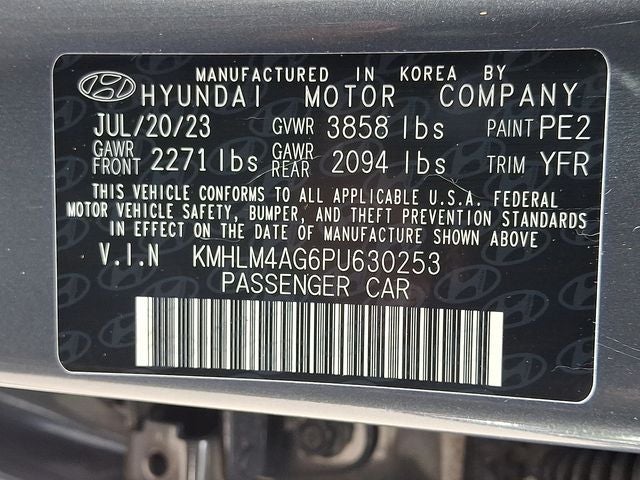 MANUFACTURED IN KOREA BY
HYUNDAI MOTOR COMPANY
JUL/20/23 GVWR 3858 lbs PAINT PE2
GAWR FRONT 2271 lbs GAWR REAR 2094 lbs TRIM YFR
THIS VEHICLE CONFORMS TO ALL APPLICABLE U.S.A. FEDERAL
MOTOR VEHICLE SAFETY, BUMPER, AND THEFT PREVENTION STANDARDS
IN EFFECT ON THE DATE OF MANUFACTURE SHOWN ABOVE
V.I.N KMHLM4AG6PU630253
PASSENGER CAR